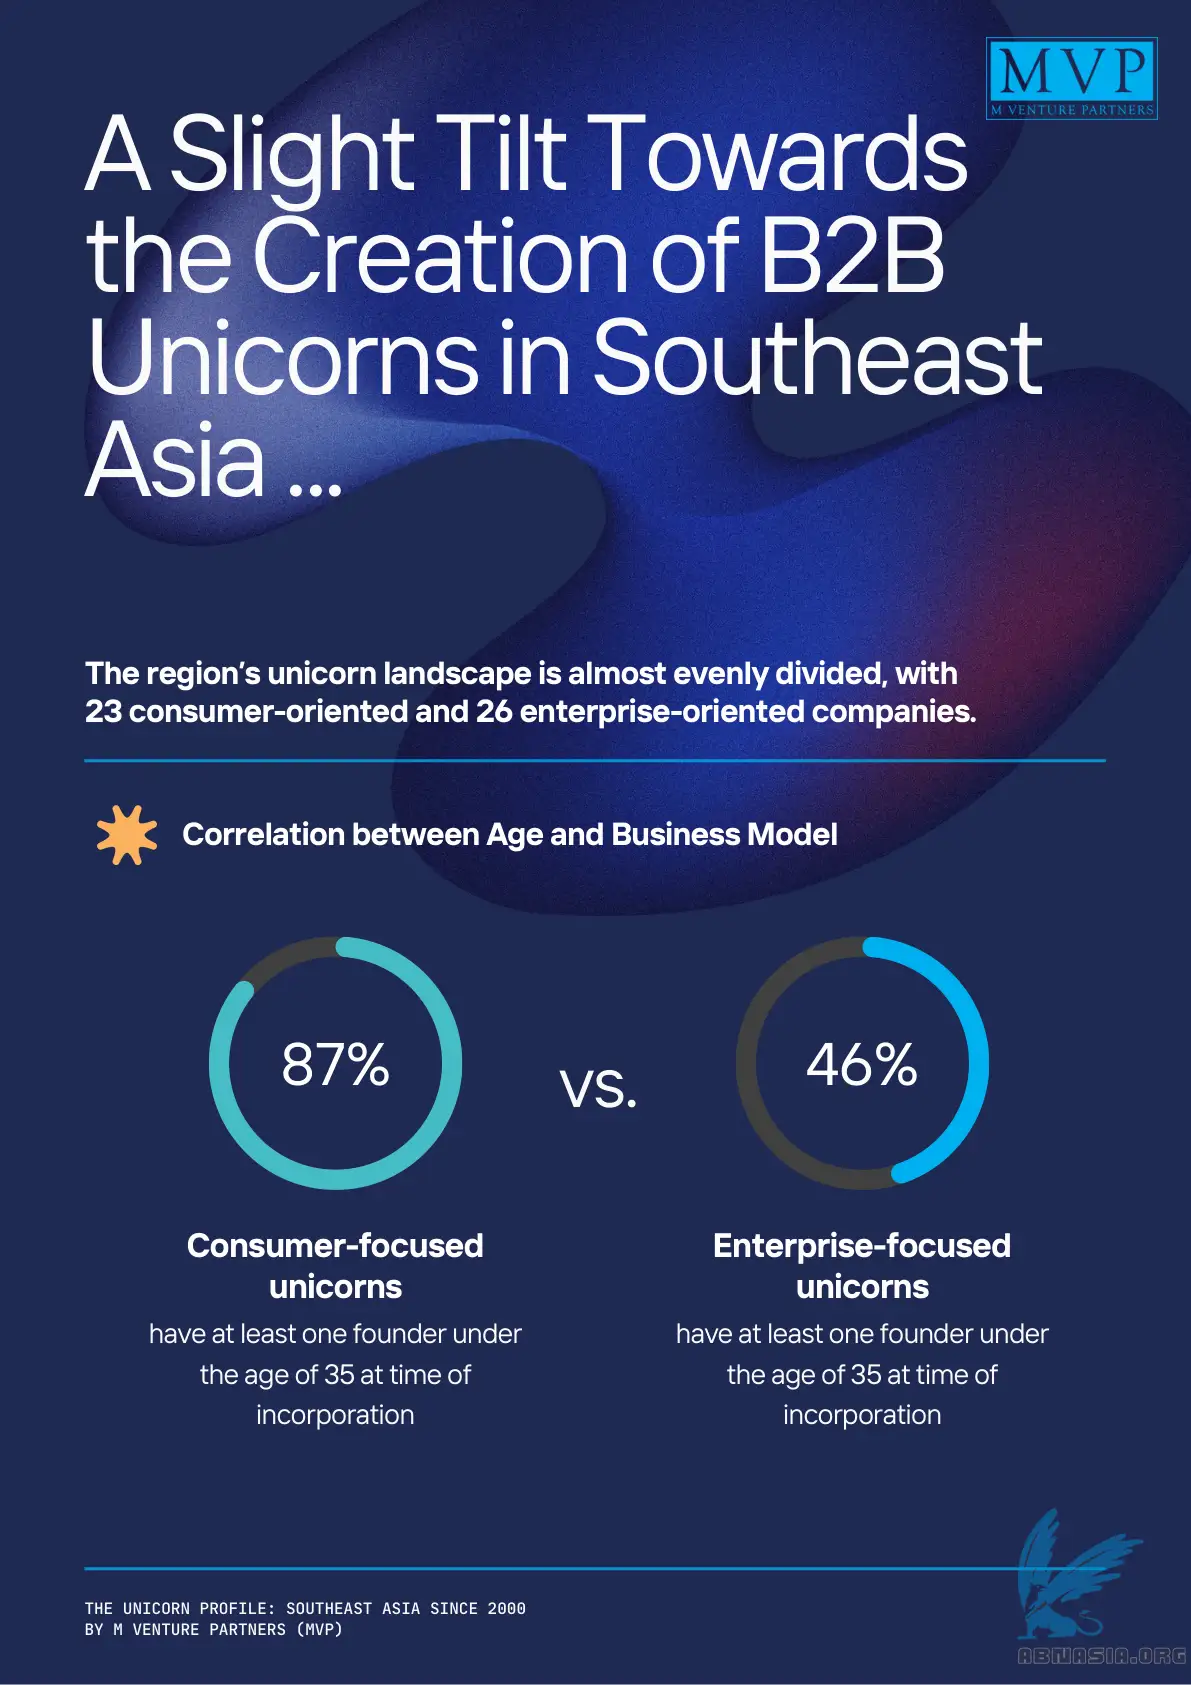 MVP
M VENTURE PARTNERS
A Slight Tilt Towards
the Creation of B2B
Unicorns in Southeast
Asia ...
The region's unicorn landscape is almost evenly divided, with
23 consumer-oriented and 26 enterprise-oriented companies.
Correlation between Age and Business Model
87%
vs.
46%
Consumer-focused
unicorns
have at least one founder under
the age of 35 at time of
incorporation
Enterprise-focused
unicorns
have at least one founder under
the age of 35 at time of
incorporation
THE UNICORN PROFILE: SOUTHEAST ASIA SINCE 2000
BY M VENTURE PARTNERS (MVP)
ABNASIA.ORG